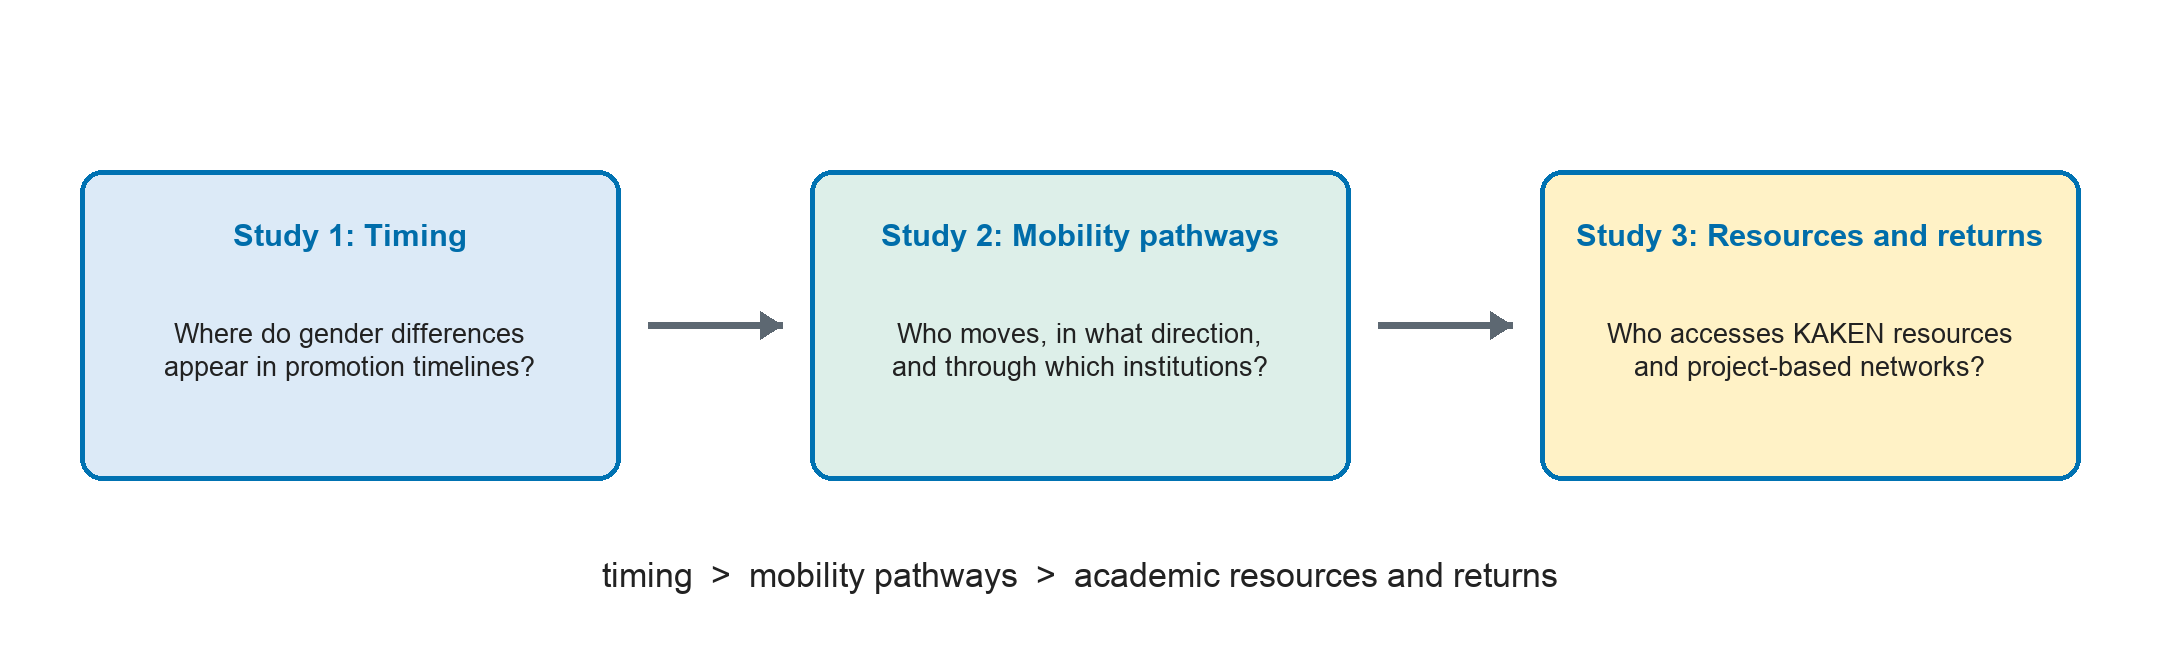 Study 1: Timing
Where do gender differences
appear in promotion timelines?
Study 2: Mobility pathways
Who moves, in what direction,
and through which institutions?
Study 3: Resources and returns
Who accesses KAKEN resources
and project-based networks?
timing > mobility pathways > academic resources and returns